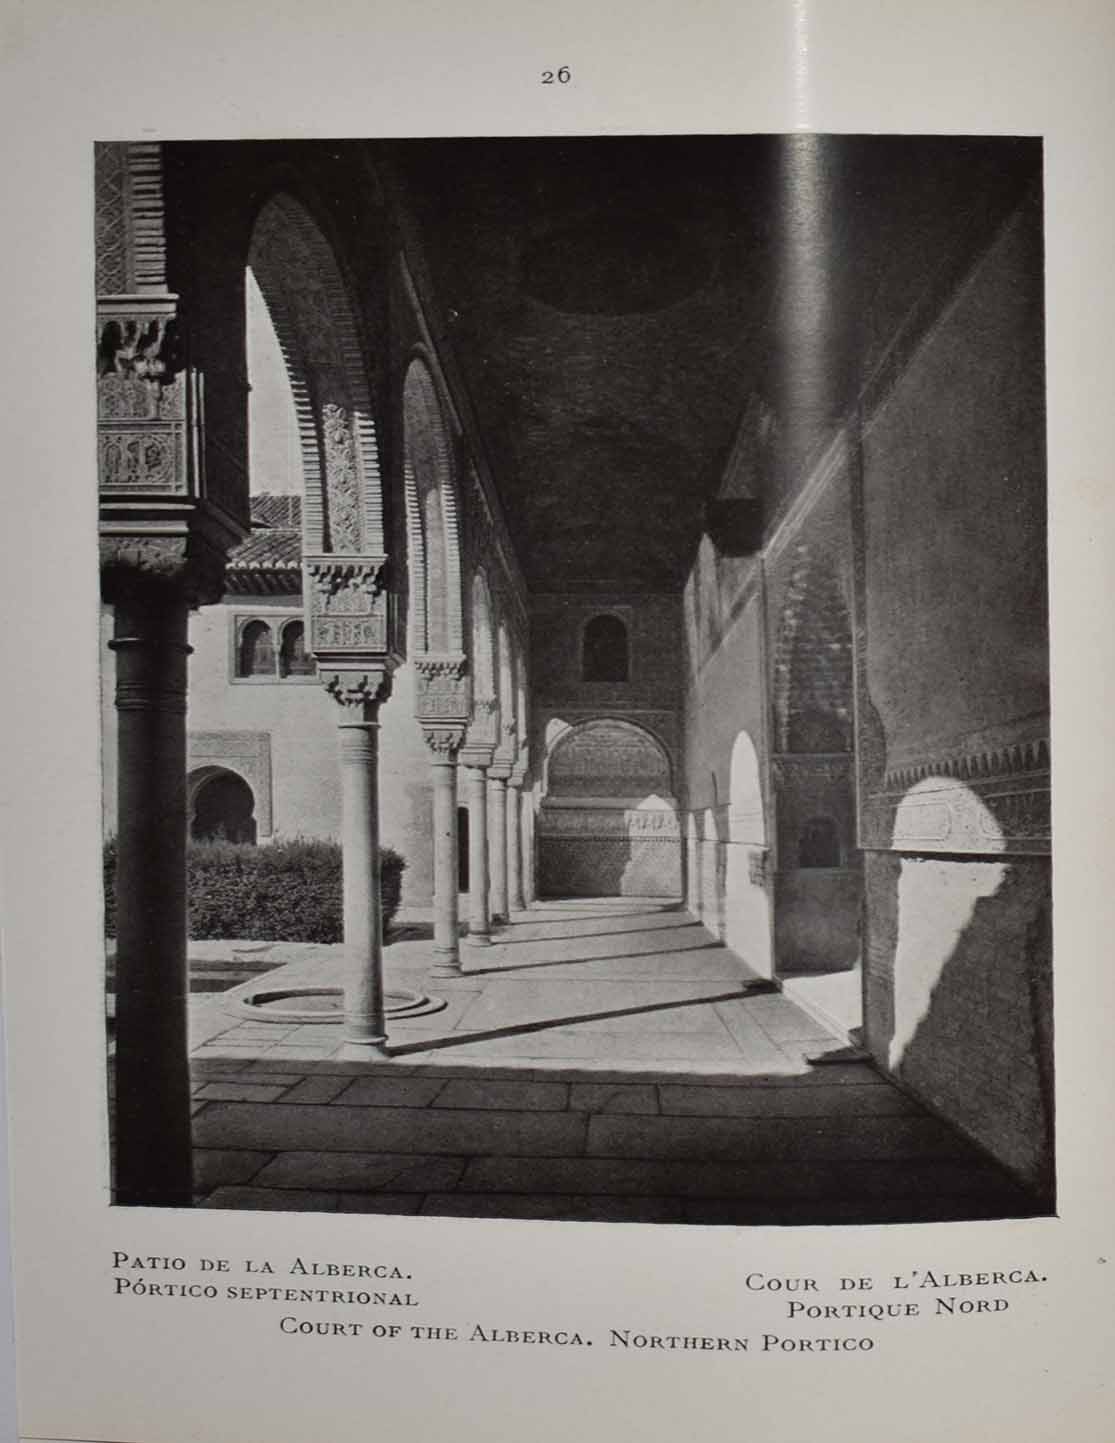 26
PATIO DE LA ALBERCA.
PÓRTICO SEPTENTRIONAL
COUR DE L'ALBERCA.
PORTIQUE NORD
COURT OF THE ALBERCA. NORTHERN PORTICO